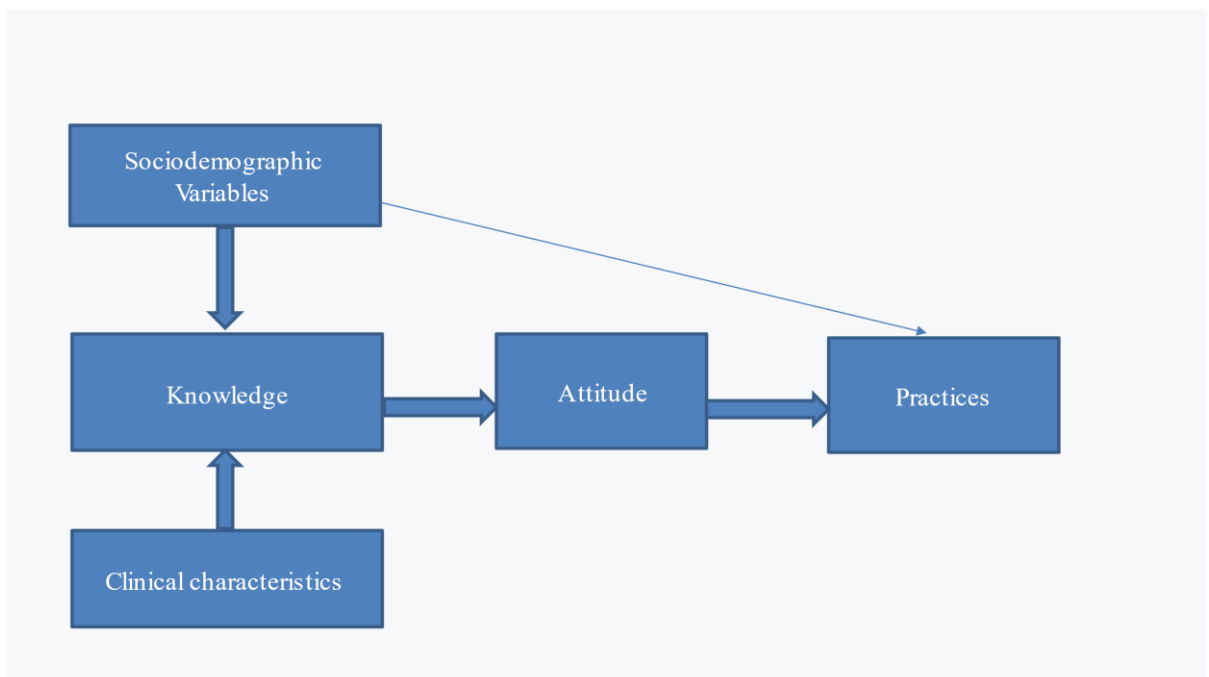 Sociodemographic
Variables
Knowledge
Attitude
Practices
Clinical characteristics